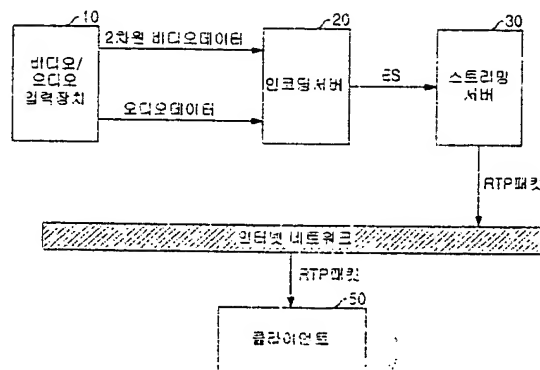 10
20
30
2차원 비디오데이터
비디오/
오디오
입력장치
오디오데이터
인코딩서버
ES
스트리밍
서버
RTP패킷
인터넷 네트워크
RTP패킷
50
클라이언트